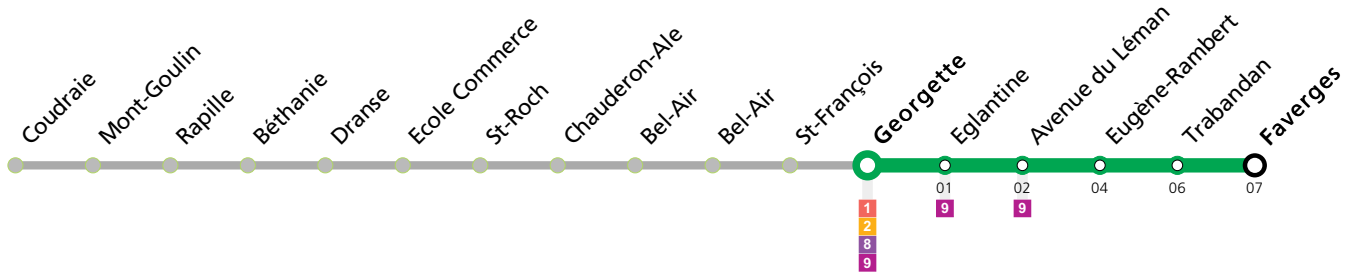 Coudraie
Mont-Goulin
Rapille
Béthanie
Dranse
Ecole Commerce
St-Roch
Chauderon-Ale
Bel-Air
Bel-Air
St-François
Georgette
Eglantine
Avenue du Léman
Eugène-Rambert
Trabandan
Faverges
01
02
04
06
07
1
9
9
2
8
9